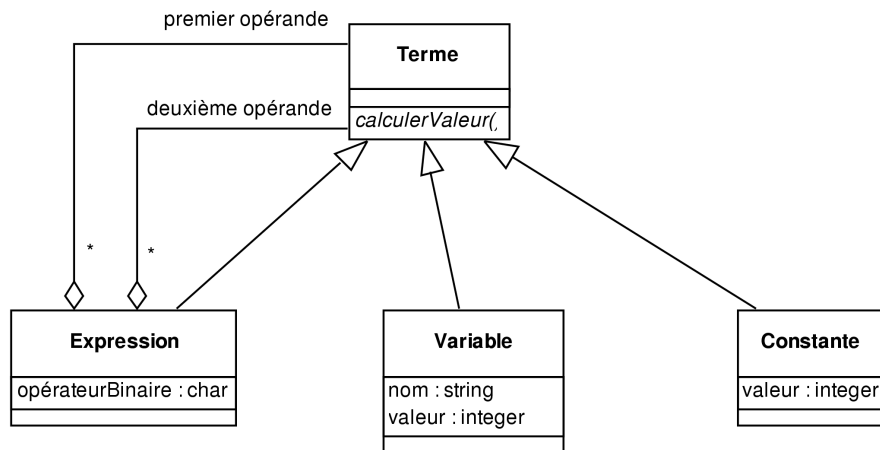 premier opérande
Terme
deuxième opérande
calculerValeur(
*
*
Expression
Variable
Constante
opérateurBinaire : char
nom : string
valeur : integer
valeur : integer